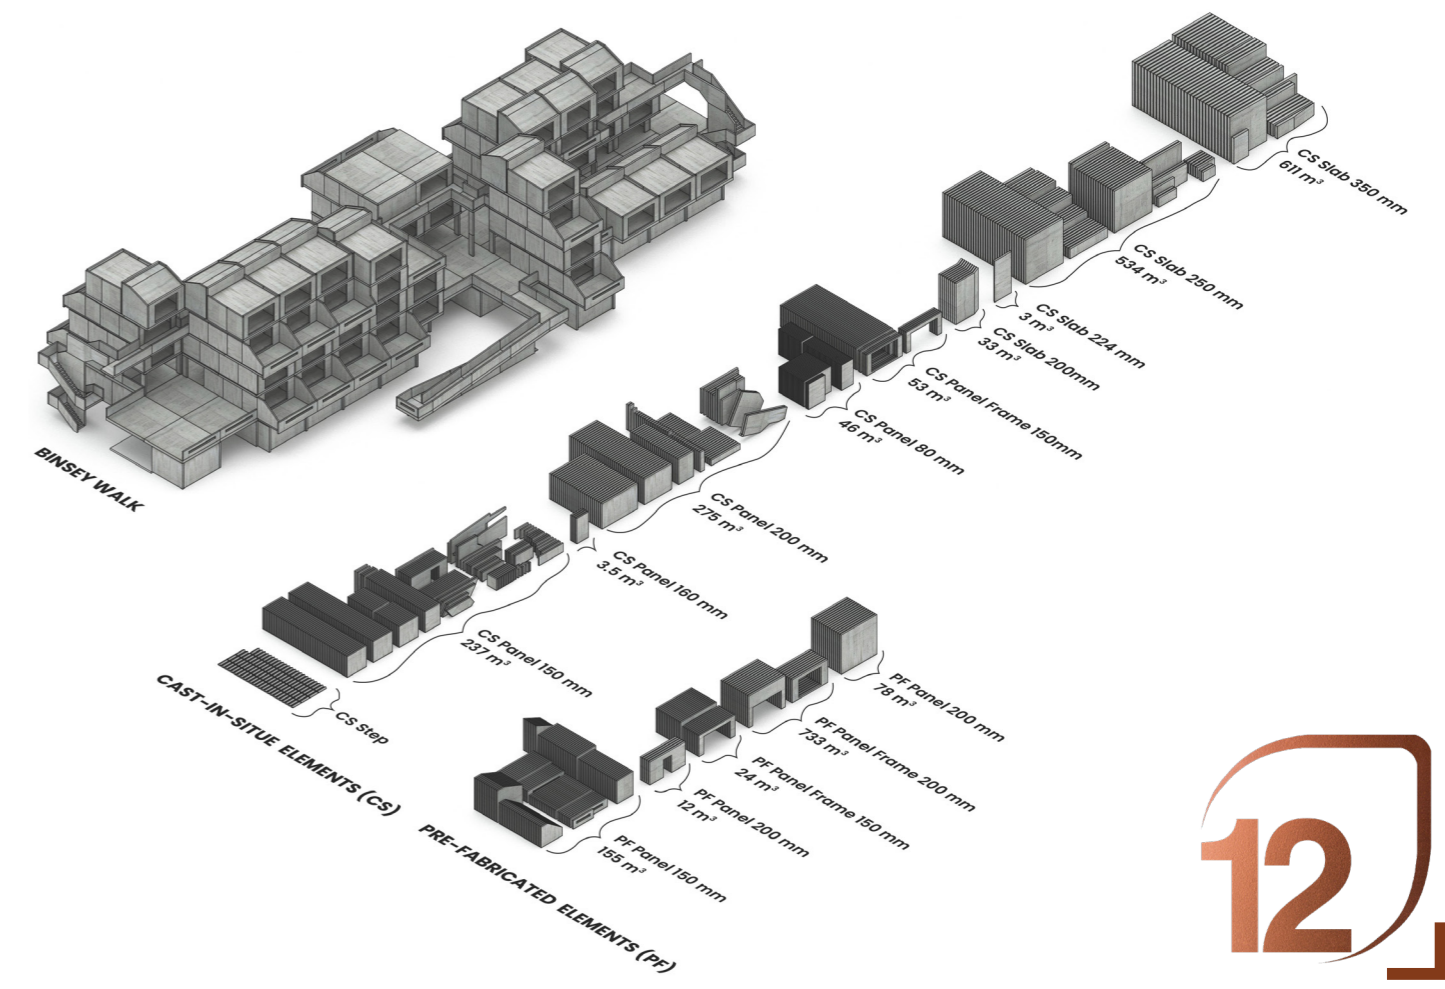 CS Slab 350 mm
611 m³
CS Slab 250 mm
534 m³
CS Slab 224 mm
3 m³
CS Slab 200mm
33 m³
CS Panel Frame 150mm
53 m³
CS Panel 80 mm
46 m³
CS Panel 200 mm
275 m³
CS Panel 160 mm
3.5 m³
CS Panel 150 mm
237 m³
CS Step
BINSEY WALK
CAST-IN-SITUE ELEMENTS (CS)
PF Panel 200 mm
78 m³
PF Panel Frame 200 mm
733 m³
PF Panel Frame 150 mm
24 m³
PF Panel 200 mm
12 m³
PF Panel 150 mm
155 m³
PRE-FABRICATED ELEMENTS (PF)
12